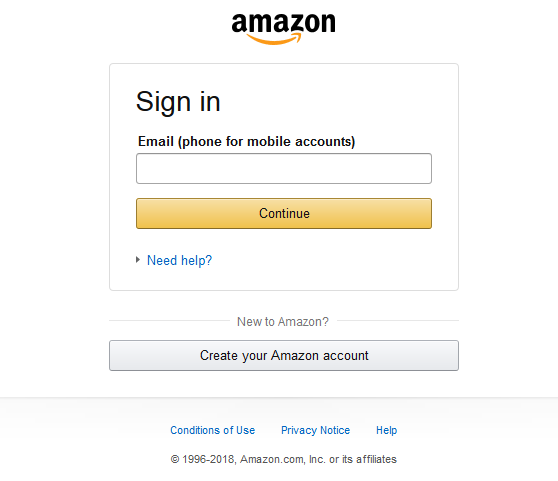 amazon
Sign in
Email (phone for mobile accounts)
Continue
Need help?
New to Amazon?
Create your Amazon account
Conditions of Use Privacy Notice Help
© 1996-2018, Amazon.com, Inc. or its affiliates